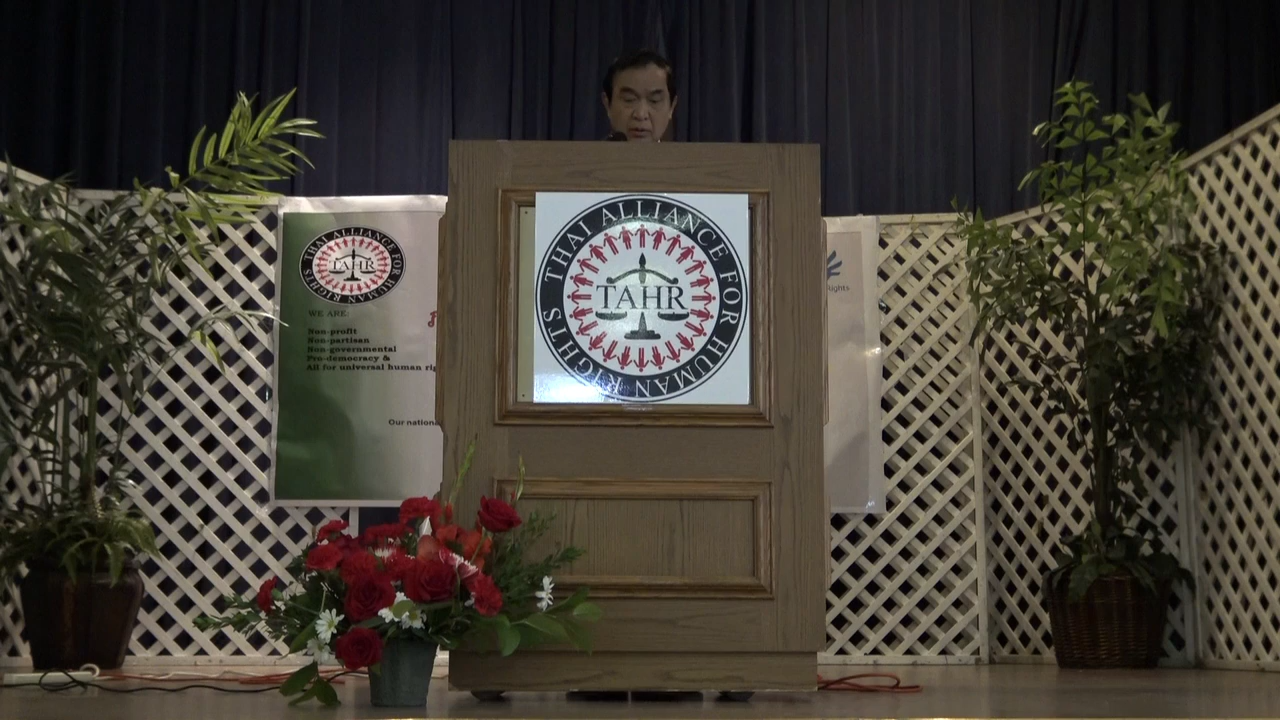 THAI ALLIANCE FOR HUMAN RIGHTS
TAHR
WE ARE:
Non-profit
Non-partisan
Non-governmental
Pro-democracy &
All for universal human
Our
THAI ALLIANCE FOR HUMAN RIGHTS
TAHR
Rights